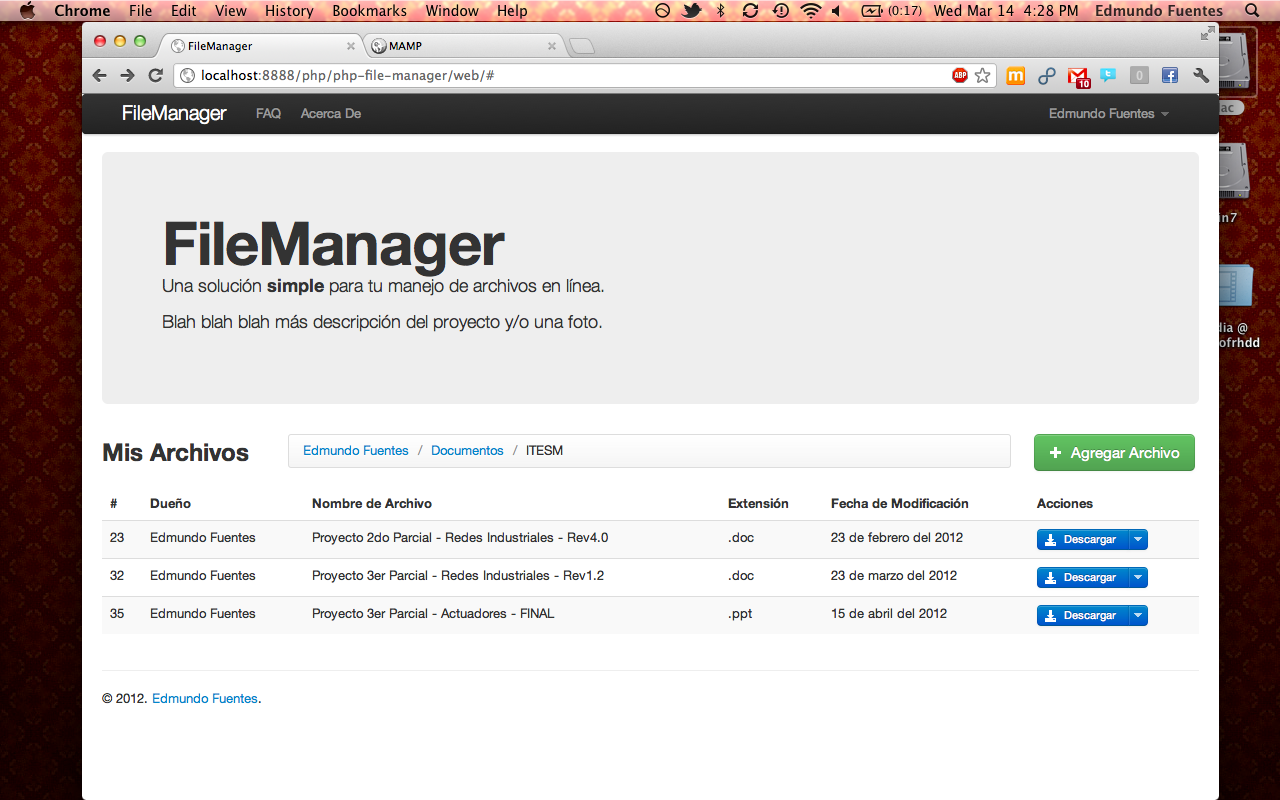 Chrome File Edit View History Bookmarks Window Help (0:17) Wed Mar 14 4:28 PM Edmundo Fuentes
FileManager MAMP
localhost:8888/php/php-file-manager/web/# ABP m 10 t 0 f
FileManager FAQ Acerca De Edmundo Fuentes
ac
in7
dia @
ofrhdd
FileManager
Una solución simple para tu manejo de archivos en línea.
Blah blah blah más descripción del proyecto y/o una foto.
Mis Archivos Edmundo Fuentes / Documentos / ITESM + Agregar Archivo
# Dueño Nombre de Archivo Extensión Fecha de Modificación Acciones
23 Edmundo Fuentes Proyecto 2do Parcial - Redes Industriales - Rev4.0 .doc 23 de febrero del 2012 Descargar
32 Edmundo Fuentes Proyecto 3er Parcial - Redes Industriales - Rev1.2 .doc 23 de marzo del 2012 Descargar
35 Edmundo Fuentes Proyecto 3er Parcial - Actuadores - FINAL .ppt 15 de abril del 2012 Descargar
© 2012. Edmundo Fuentes.